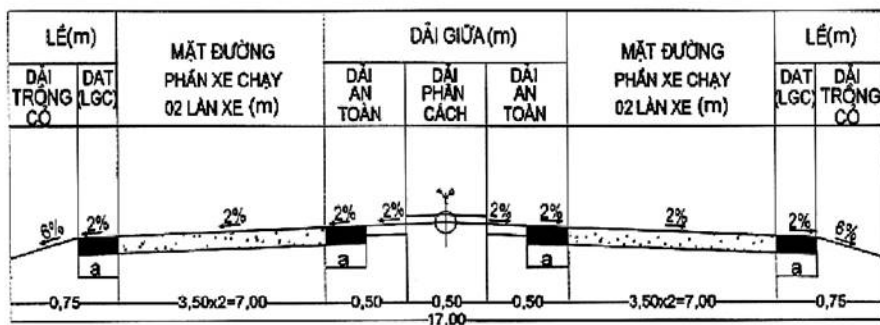 LỀ(m)
MẶT ĐƯỜNG
PHẦN XE CHẠY
02 LÀN XE (m)
DẢI GIỮA (m)
MẶT ĐƯỜNG
PHẦN XE CHẠY
02 LÀN XE (m)
LỀ(m)
DẢI
TRỒNG
CỎ
DAT
(LGC)
DẢI
AN
TOÀN
DẢI
PHÂN
CÁCH
DẢI
AN
TOÀN
DAT
(LGC)
DẢI
TRỒNG
CỎ
6% 2% 2% 2% 2% 2% 2% 2% 2% 6%
a a a a
0,75 3,50x2=7,00 0,50 0,50 0,50 3,50x2=7,00 0,75
17,00